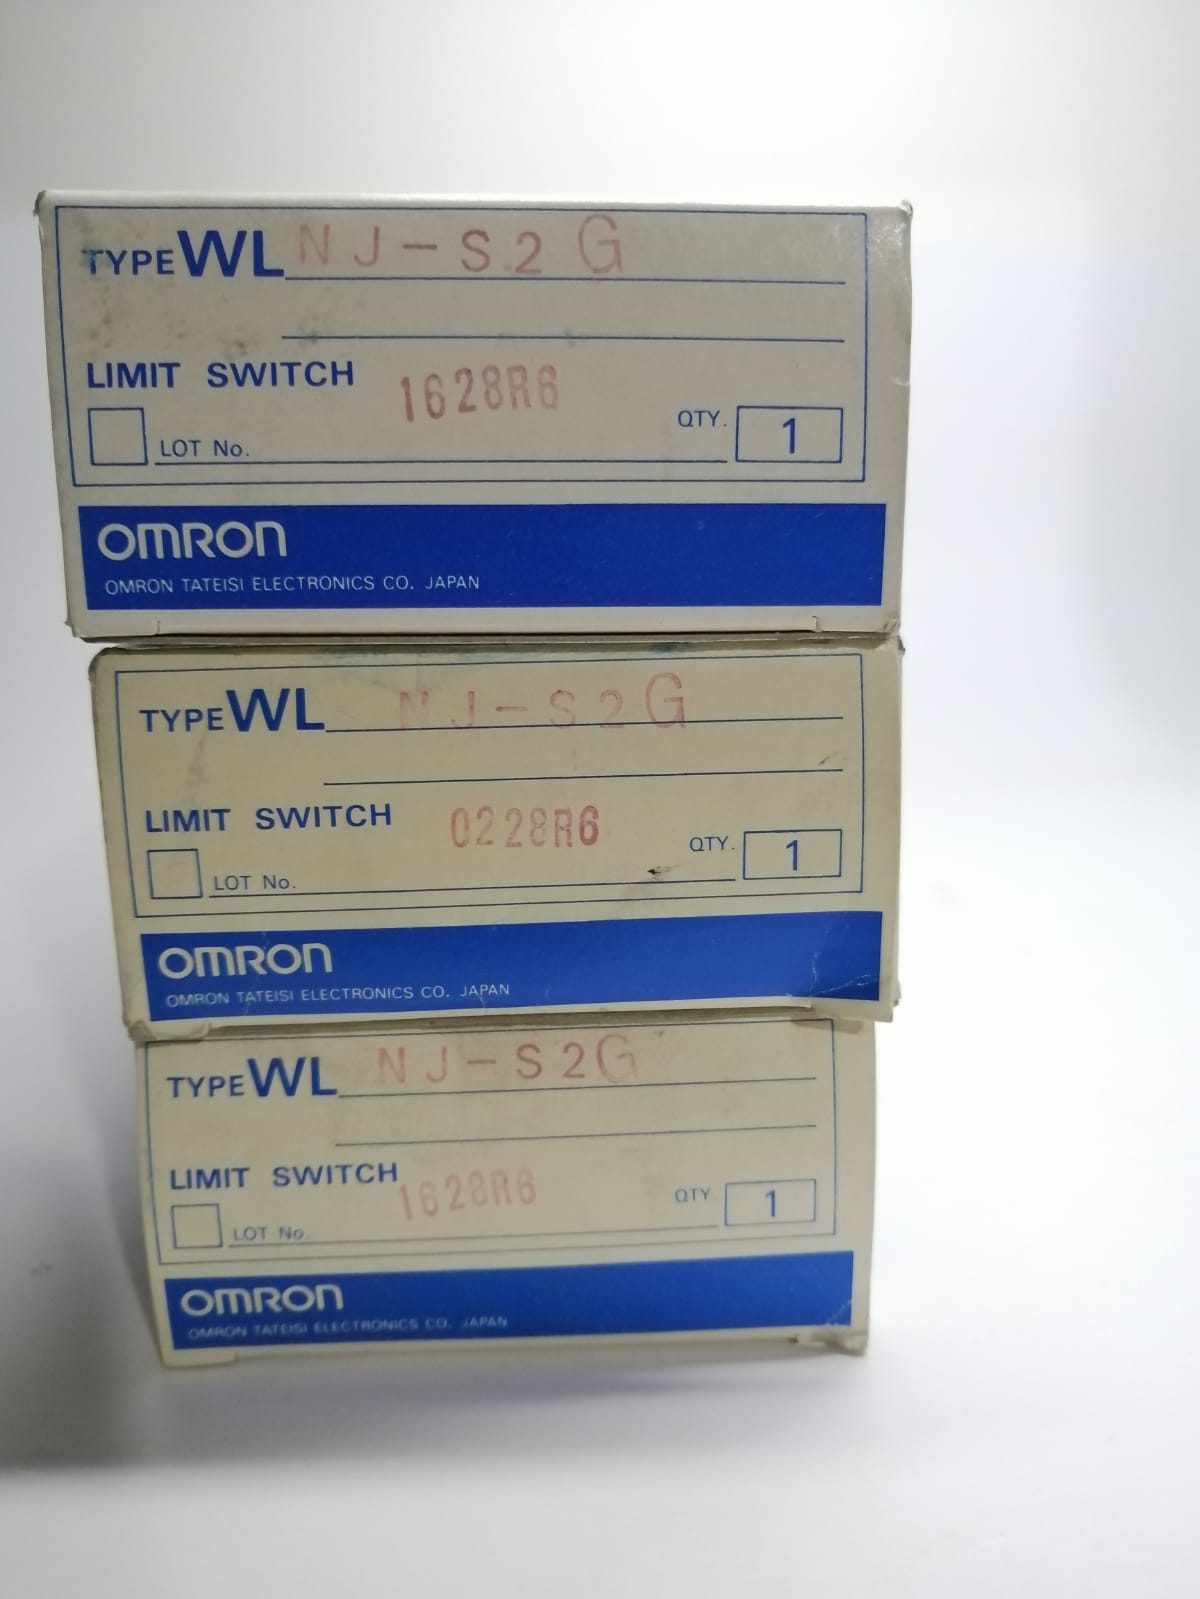 TYPE WL NJ-S2G
LIMIT SWITCH
1628R6
QTY. 1
LOT No.
OMRON
OMRON TATEISI ELECTRONICS CO. JAPAN
TYPE WL NJ-S2G
LIMIT SWITCH
0228R6
QTY. 1
LOT No.
OMRON
OMRON TATEISI ELECTRONICS CO. JAPAN
TYPE WL NJ-S2G
LIMIT SWITCH
1628R6
QTY 1
LOT No.
OMRON
OMRON TATEISI ELECTRONICS CO. JAPAN